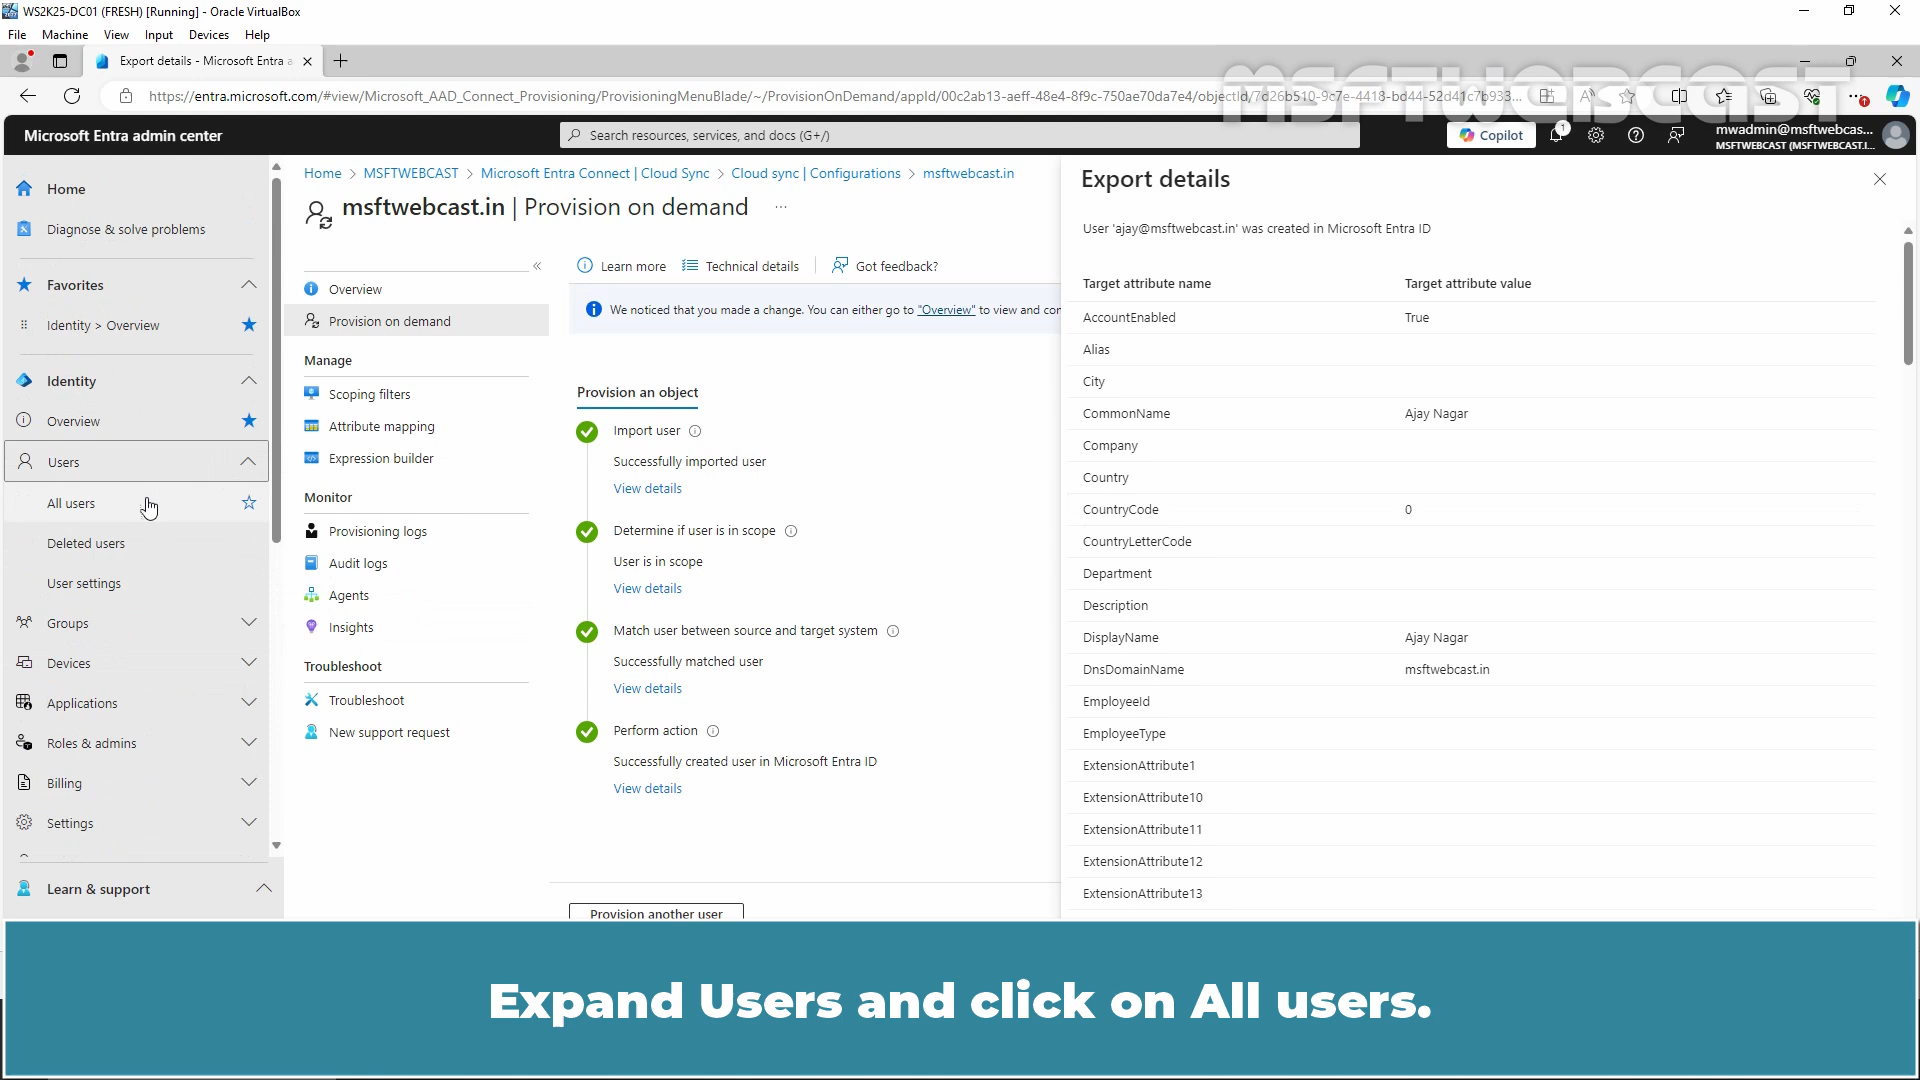 WS2K25-DC01 (FRESH) [Running] - Oracle VirtualBox
File Machine View Input Devices Help
Export details - Microsoft Entra a
https://entra.microsoft.com/#view/Microsoft_AAD_Connect_Provisioning/ProvisioningMenuBlade/~/ProvisionOnDemand/appId/00c2ab13-aeff-48e4-8f9c-750ae70da7e4/objectId/7d26b510-9c7e-4418-bd44-52d41c7b933...
MSFTWEBCAST
Microsoft Entra admin center
Search resources, services, and docs (G+/)
Copilot
1
mwadmin@msftwebcas...
MSFTWEBCAST (MSFTWEBCAST.I...
Home
Diagnose & solve problems
Favorites
Identity > Overview
Identity
Overview
Users
All users
Deleted users
User settings
Groups
Devices
Applications
Roles & admins
Billing
Settings
Learn & support
Home > MSFTWEBCAST > Microsoft Entra Connect | Cloud Sync > Cloud sync | Configurations > msftwebcast.in
msftwebcast.in | Provision on demand ...
Overview
Provision on demand
Manage
Scoping filters
Attribute mapping
Expression builder
Monitor
Provisioning logs
Audit logs
Agents
Insights
Troubleshoot
Troubleshoot
New support request
Learn more Technical details Got feedback?
We noticed that you made a change. You can either go to "Overview" to view and cor
Provision an object
Import user
Successfully imported user
View details
Determine if user is in scope
User is in scope
View details
Match user between source and target system
Successfully matched user
View details
Perform action
Successfully created user in Microsoft Entra ID
View details
Provision another user
Export details
User 'ajay@msftwebcast.in' was created in Microsoft Entra ID
Target attribute name Target attribute value
AccountEnabled True
Alias
City
CommonName Ajay Nagar
Company
Country
CountryCode 0
CountryLetterCode
Department
Description
DisplayName Ajay Nagar
DnsDomainName msftwebcast.in
EmployeeId
EmployeeType
ExtensionAttribute1
ExtensionAttribute10
ExtensionAttribute11
ExtensionAttribute12
ExtensionAttribute13
Expand Users and click on All users.